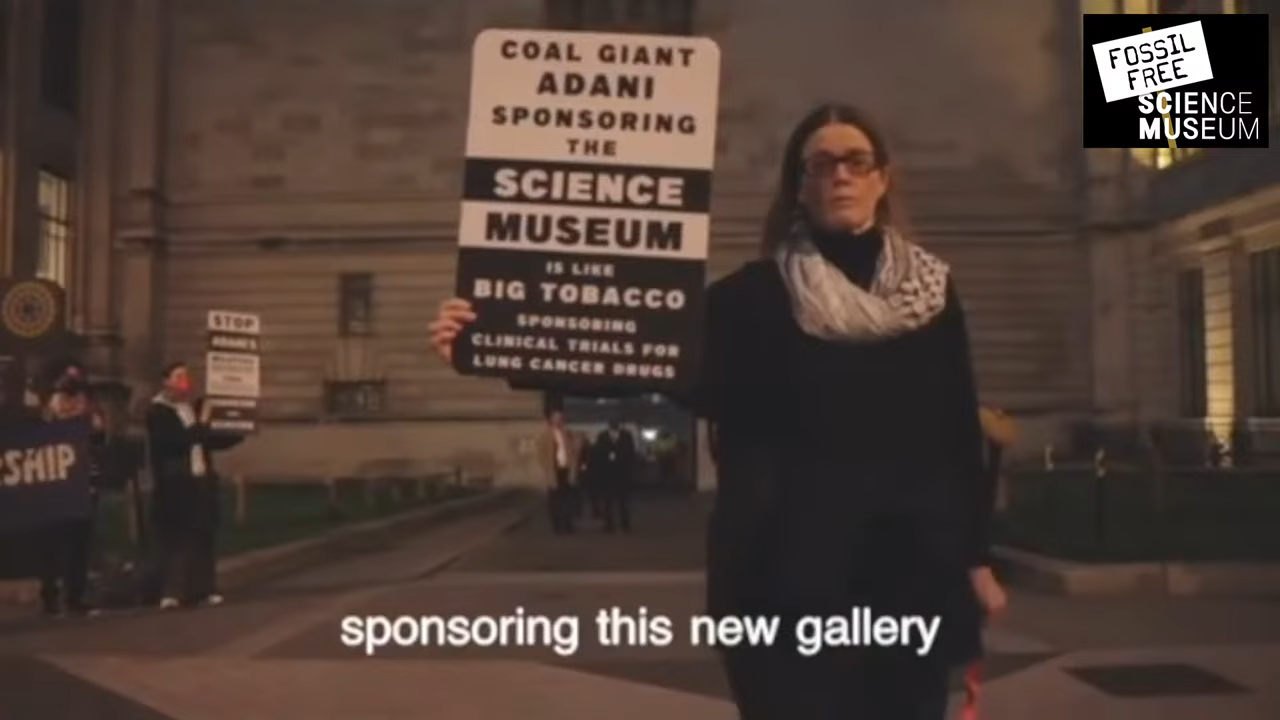 COAL GIANT
ADANI
SPONSORING
THE
SCIENCE
MUSEUM
IS LIKE
BIG TOBACCO
SPONSORING
CLINICAL TRIALS FOR
LUNG CANCER DRUGS
FOSSIL
FREE
SCIENCE
MUSEUM
STOP
ADANI'S
SHIP
sponsoring this new gallery